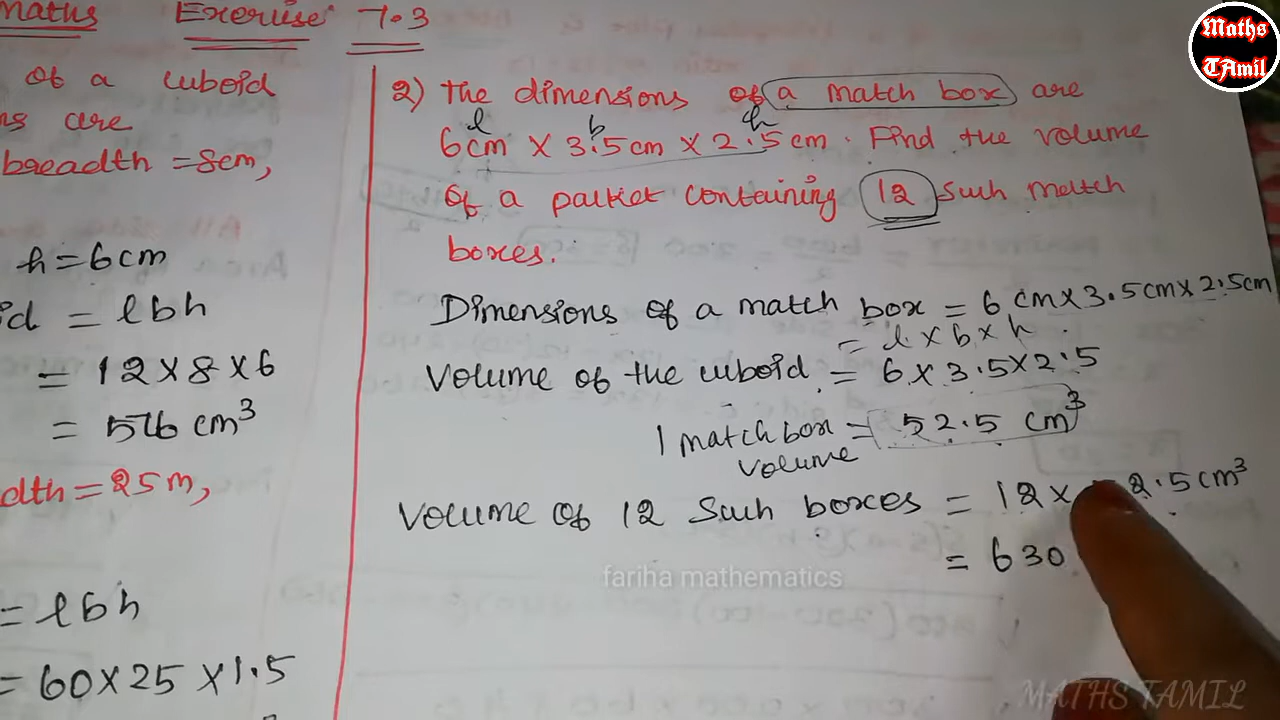 Maths Exercise 7.3
of a cuboid
are
breadth = 8cm,
h = 6cm
= lbh
= 12 × 8 × 6
= 576 cm³
= 25m,
= lbh
= 60 × 25 × 1.5
2) The dimensions of a match box are
l b h
6cm × 3.5cm × 2.5cm. Find the volume
of a packet containing 12 such match
boxes.
Dimensions of a match box = 6 cm × 3.5cm × 2.5cm
= l × b × h
Volume of the cuboid = 6 × 3.5 × 2.5
1 match box = 52.5 cm³
volume
Volume of 12 Such boxes = 12 × 2.5cm³
= 630
fariha mathematics
Maths
TAmil
MATHS TAMIL